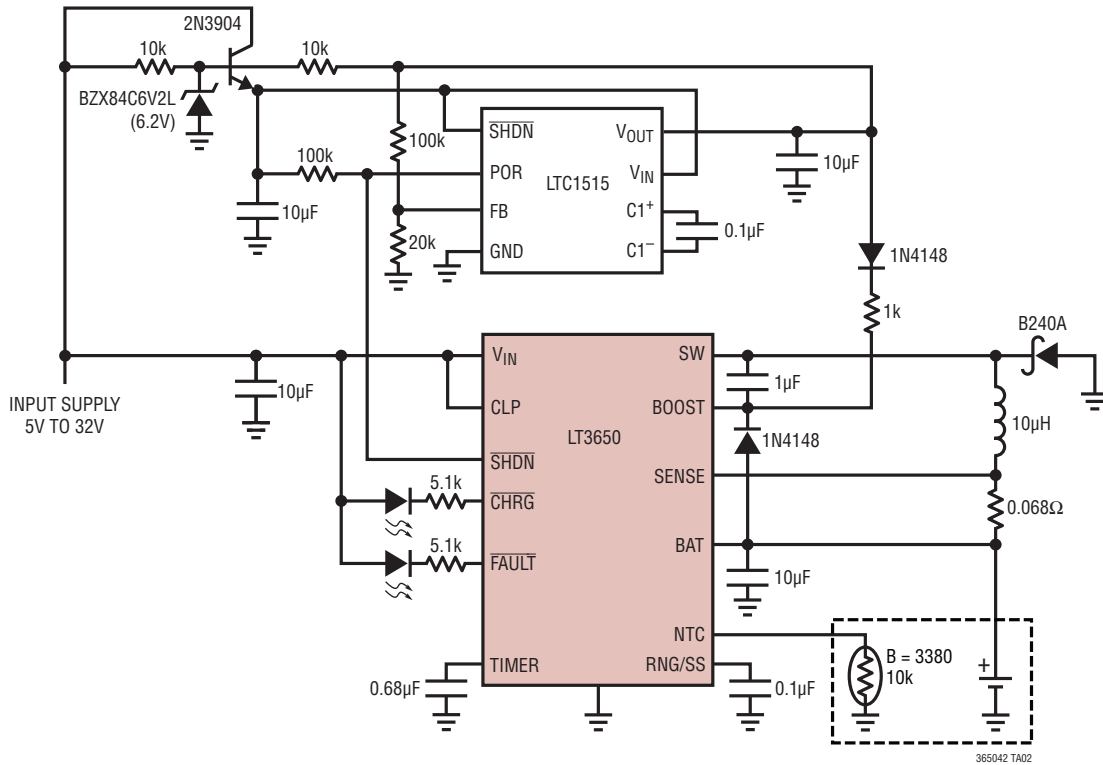 2N3904
10k
10k
BZX84C6V2L
(6.2V)
SHDN
VOUT
100k
100k
POR
VIN
10µF
LTC1515
10µF
FB
C1+
0.1µF
20k
GND
C1–
1N4148
1k
B240A
VIN
SW
1µF
INPUT SUPPLY
5V TO 32V
10µF
CLP
BOOST
10µH
LT3650
1N4148
SHDN
SENSE
5.1k
CHRG
0.068Ω
5.1k
BAT
FAULT
10µF
NTC
B = 3380
10k
+
TIMER
RNG/SS
0.68µF
0.1µF
365042 TA02